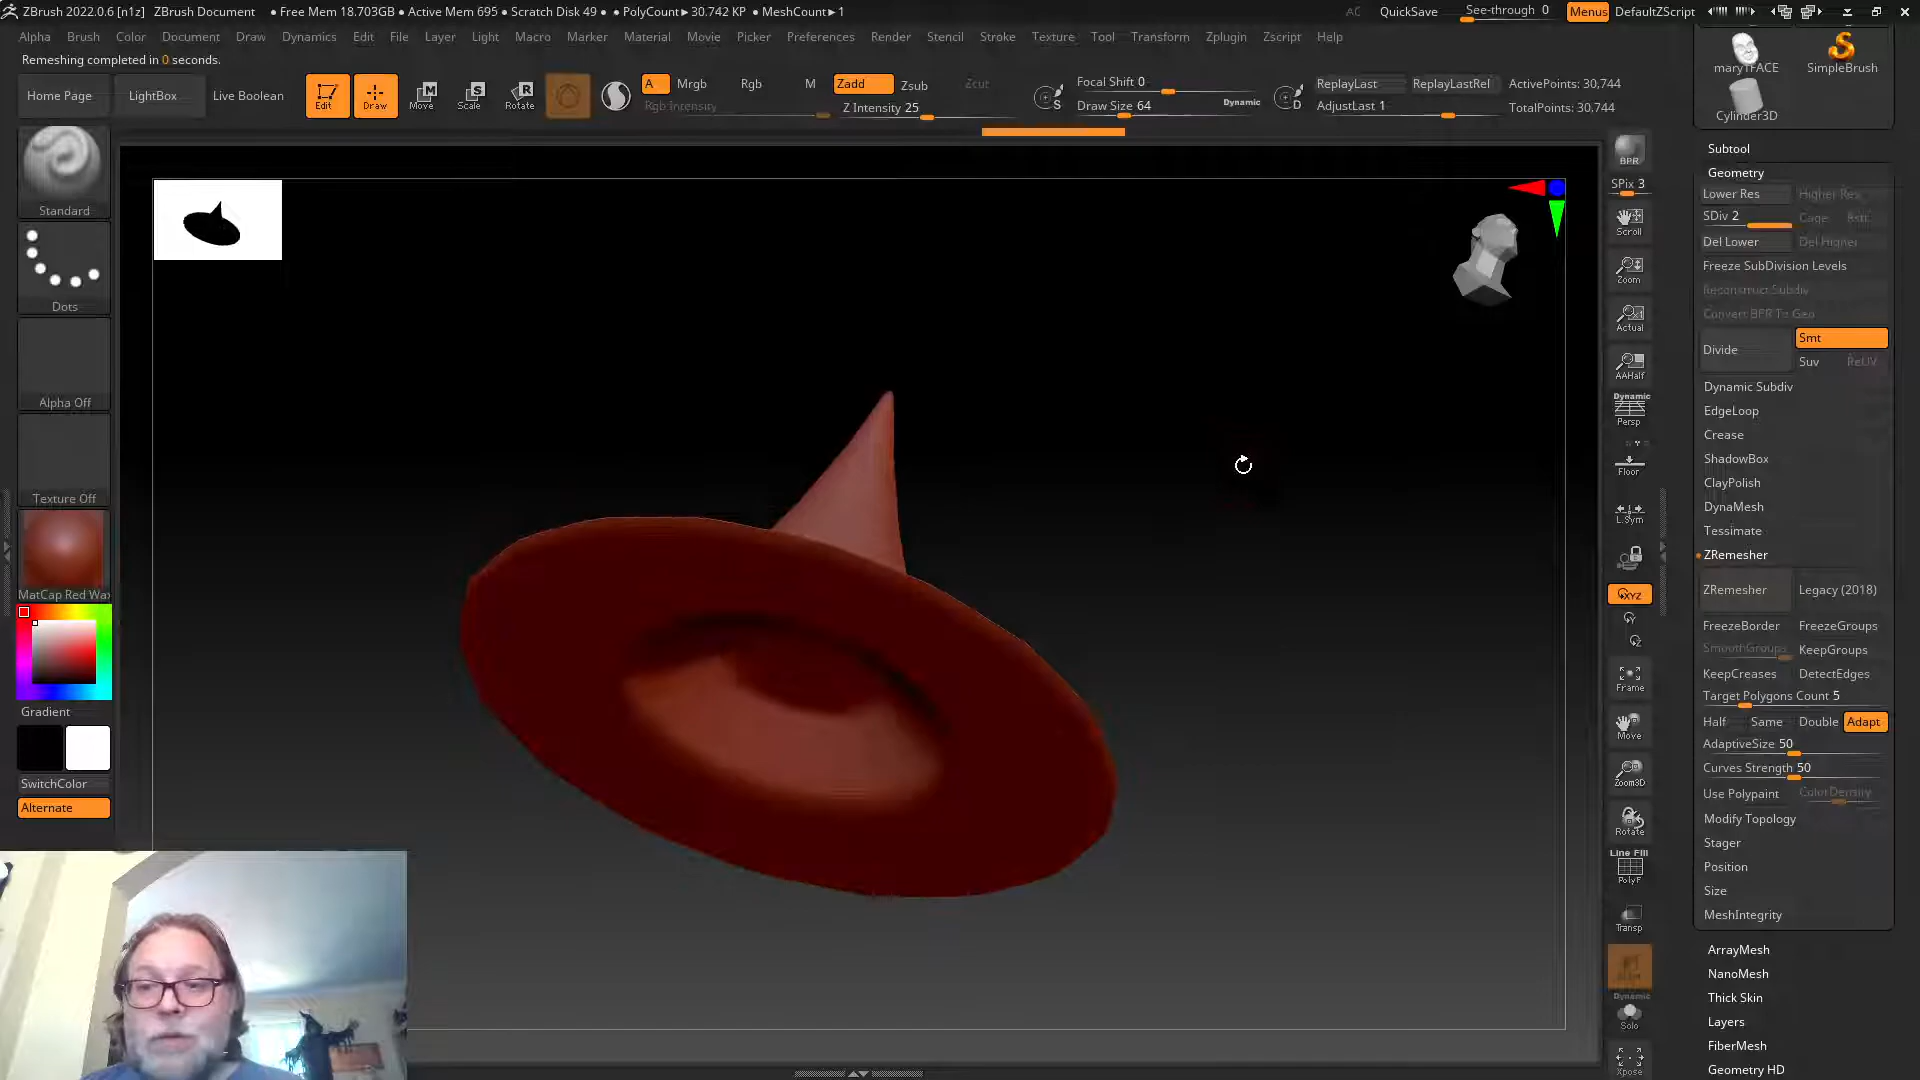 ZBrush 2022.0.6 [n1z] ZBrush Document • Free Mem 18.703GB • Active Mem 695 • Scratch Disk 49 • PolyCount► 30.742 KP • MeshCount► 1 AC QuickSave See-through 0 Menus DefaultZScript
Alpha Brush Color Document Draw Dynamics Edit File Layer Light Macro Marker Material Movie Picker Preferences Render Stencil Stroke Texture Tool Transform Zplugin Zscript Help
Remeshing completed in 0 seconds.
Home Page LightBox Live Boolean Edit Draw Move Scale Rotate
A Mrgb Rgb M Zadd Zsub Zcut
Rgb Intensity Z Intensity 25
Focal Shift 0
Draw Size 64 Dynamic
S
D
ReplayLast ReplayLastRel
AdjustLast 1
ActivePoints: 30,744
TotalPoints: 30,744
Standard
Dots
Alpha Off
Texture Off
MatCap Red Wax
Gradient
SwitchColor
Alternate
BPR
SPix 3
Scroll
Zoom
Actual
AAHalf
Dynamic
Persp
Floor
L.Sym
XYZ
Y
Z
Frame
Move
Zoom3D
Rotate
Line Fill
PolyF
Transp
Dynamic
Solo
Xpose
SimpleBrush
Cylinder3D
Subtool
Geometry
Lower Res Higher Res
SDiv 2 Cage Rstr
Del Lower Del Higher
Freeze SubDivision Levels
Reconstruct Subdiv
Convert BPR To Geo
Divide
Smt
Suv ReUV
Dynamic Subdiv
EdgeLoop
Crease
ShadowBox
ClayPolish
DynaMesh
Tessimate
ZRemesher
ZRemesher Legacy (2018)
FreezeBorder FreezeGroups
SmoothGroups KeepGroups
KeepCreases DetectEdges
Target Polygons Count 5
Half Same Double Adapt
AdaptiveSize 50
Curves Strength 50
Use Polypaint ColorDensity
Modify Topology
Stager
Position
Size
MeshIntegrity
ArrayMesh
NanoMesh
Thick Skin
Layers
FiberMesh
Geometry HD